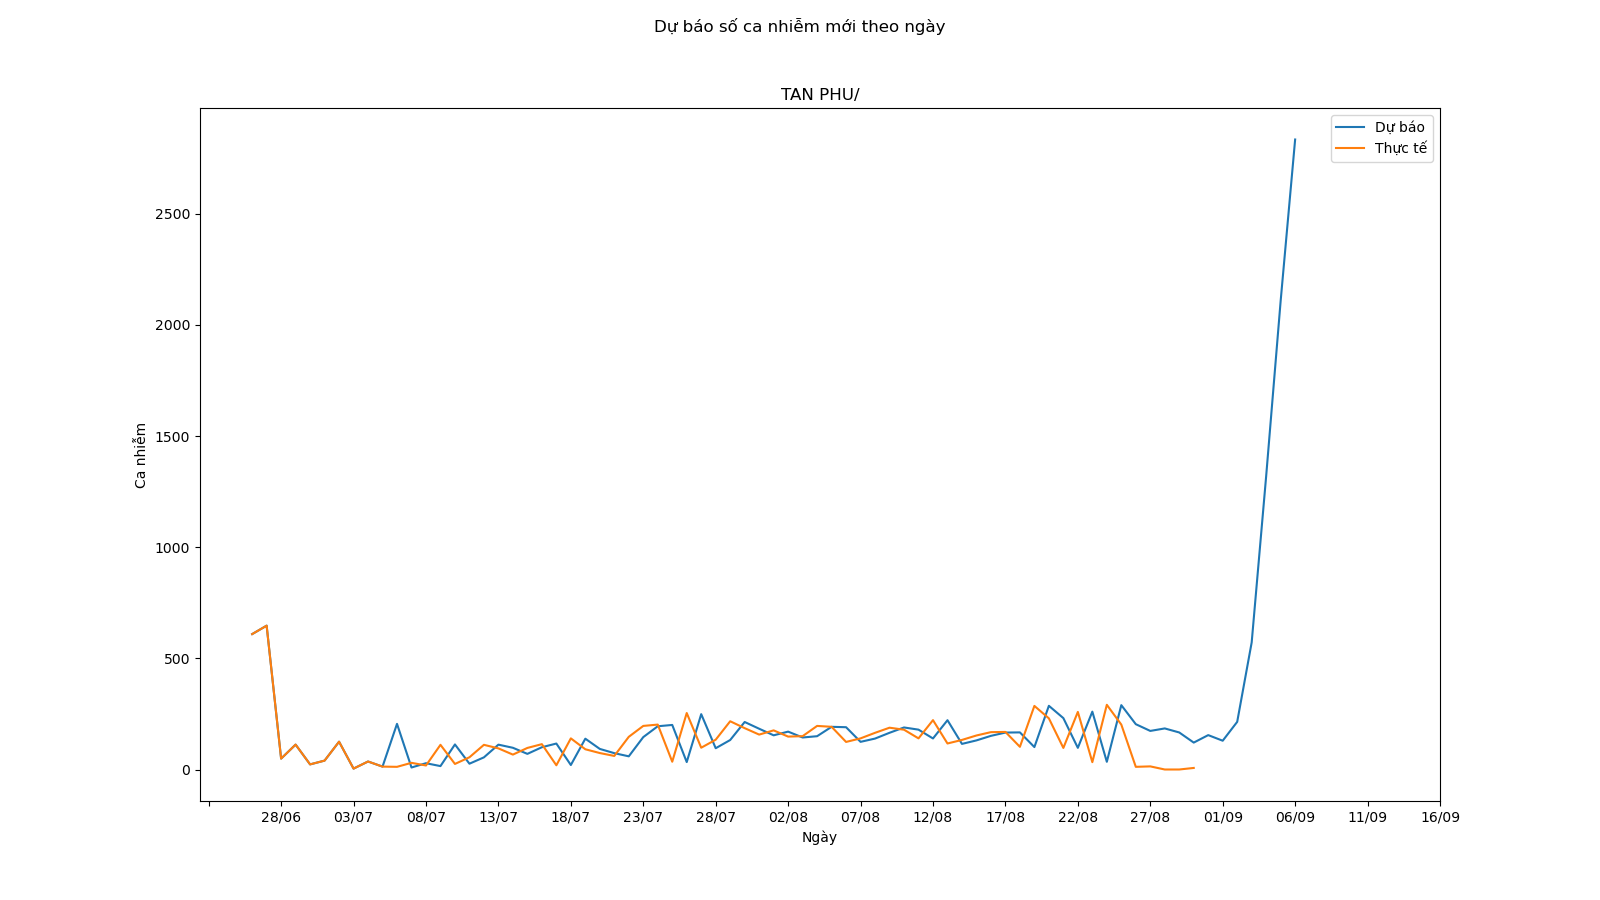 Dự báo số ca nhiễm mới theo ngày
TAN PHU/
Dự báo
Thực tế
2500
2000
1500
1000
500
0
Ca nhiễm
28/06 03/07 08/07 13/07 18/07 23/07 28/07 02/08 07/08 12/08 17/08 22/08 27/08 01/09 06/09 11/09 16/09
Ngày